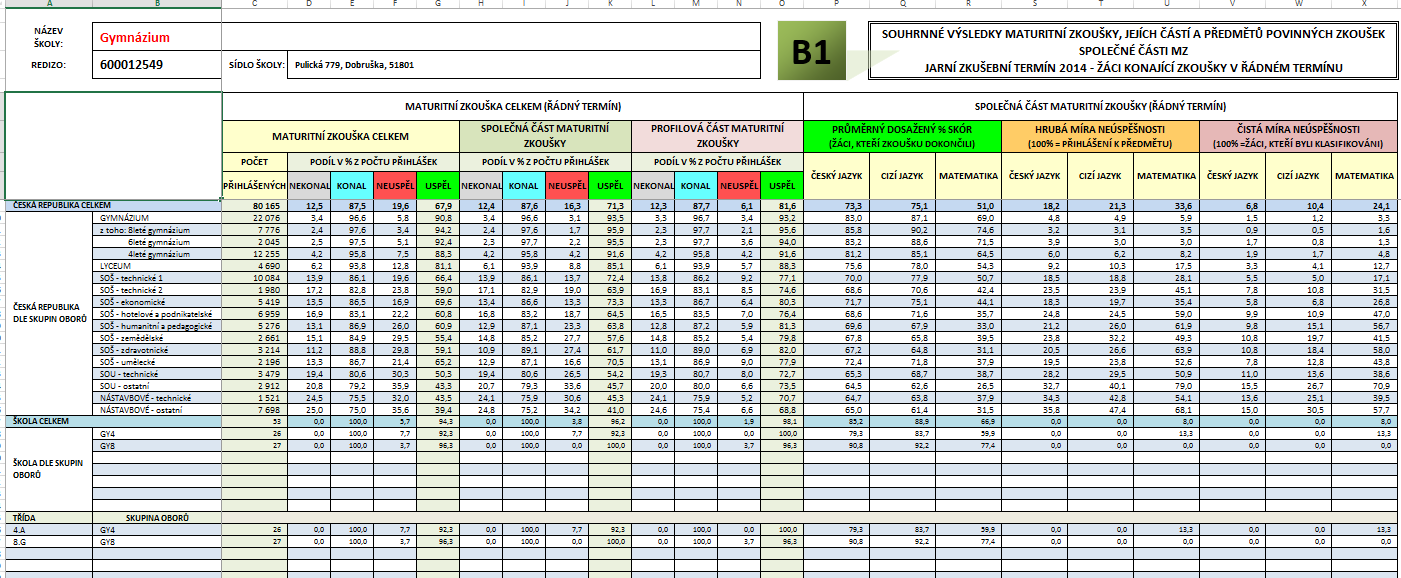 A B C D E F G H I J K L M N O P Q R S T U V W X
NÁZEV ŠKOLY: Gymnázium
REDIZO: 600012549 SÍDLO ŠKOLY: Pulická 779, Dobruška, 51801
B1
SOUHRNNÉ VÝSLEDKY MATURITNÍ ZKOUŠKY, JEJÍCH ČÁSTÍ A PŘEDMĚTŮ POVINNÝCH ZKOUŠEK
SPOLEČNÉ ČÁSTI MZ
JARNÍ ZKUŠEBNÍ TERMÍN 2014 - ŽÁCI KONAJÍCÍ ZKOUŠKY V ŘÁDNÉM TERMÍNU
MATURITNÍ ZKOUŠKA CELKEM (ŘÁDNÝ TERMÍN) SPOLEČNÁ ČÁST MATURITNÍ ZKOUŠKY (ŘÁDNÝ TERMÍN)
MATURITNÍ ZKOUŠKA CELKEM SPOLEČNÁ ČÁST MATURITNÍ ZKOUŠKY PROFILOVÁ ČÁST MATURITNÍ ZKOUŠKY PRŮMĚRNÝ DOSAŽENÝ % SKÓR (ŽÁCI, KTEŘÍ ZKOUŠKU DOKONČILI) HRUBÁ MÍRA NEÚSPĚŠNOSTI (100% = PŘIHLÁŠENÍ K PŘEDMĚTU) ČISTÁ MÍRA NEÚSPĚŠNOSTI (100% =ŽÁCI, KTEŘÍ BYLI KLASIFIKOVÁNI)
POČET PŘIHLÁŠENÝCH PODÍL V % Z POČTU PŘIHLÁŠEK PODÍL V % Z POČTU PŘIHLÁŠEK PODÍL V % Z POČTU PŘIHLÁŠEK ČESKÝ JAZYK CIZÍ JAZYK MATEMATIKA ČESKÝ JAZYK CIZÍ JAZYK MATEMATIKA ČESKÝ JAZYK CIZÍ JAZYK MATEMATIKA
NEKONAL KONAL NEUSPĚL USPĚL NEKONAL KONAL NEUSPĚL USPĚL NEKONAL KONAL NEUSPĚL USPĚL
ČESKÁ REPUBLIKA CELKEM 80 165 12,5 87,5 19,6 67,9 12,4 87,6 16,3 71,3 12,3 87,7 6,1 81,6 73,3 75,1 51,0 18,2 21,3 33,6 6,8 10,4 24,1
ČESKÁ REPUBLIKA DLE SKUPIN OBORŮ
GYMNÁZIUM 22 076 3,4 96,6 5,8 90,8 3,4 96,6 3,1 93,5 3,3 96,7 3,4 93,2 83,0 87,1 69,0 4,8 4,9 5,9 1,5 1,2 3,3
z toho: 8leté gymnázium 7 776 2,4 97,6 3,4 94,2 2,4 97,6 1,7 95,9 2,3 97,7 2,1 95,6 85,8 90,2 74,6 3,2 3,1 3,5 0,9 0,5 1,6
6leté gymnázium 2 045 2,5 97,5 5,1 92,4 2,3 97,7 2,2 95,5 2,3 97,7 3,6 94,0 83,2 88,6 71,5 3,9 3,0 3,0 1,7 0,8 1,3
4leté gymnázium 12 255 4,2 95,8 7,5 88,3 4,2 95,8 4,2 91,6 4,2 95,8 4,2 91,6 81,2 85,1 64,5 6,0 6,2 8,2 1,9 1,7 4,8
LYCEUM 4 690 6,2 93,8 12,8 81,1 6,1 93,9 8,8 85,1 6,1 93,9 5,7 88,3 75,6 78,0 54,3 9,2 10,3 17,5 3,3 4,1 12,7
SOŠ - technické 1 10 084 13,9 86,1 19,6 66,4 13,9 86,1 13,7 72,4 13,8 86,2 9,2 77,1 70,0 77,9 50,7 18,5 18,8 28,1 5,5 5,0 17,1
SOŠ - technické 2 1 980 17,2 82,8 23,8 59,0 17,1 82,9 19,0 63,9 16,9 83,1 8,5 74,6 68,6 70,6 42,4 23,5 23,9 45,1 7,8 10,8 31,5
SOŠ - ekonomické 5 419 13,5 86,5 16,9 69,6 13,4 86,6 13,3 73,3 13,3 86,7 6,4 80,3 71,7 75,1 44,1 18,3 19,7 35,4 5,8 6,8 26,8
SOŠ - hotelové a podnikatelské 6 959 16,9 83,1 22,2 60,8 16,8 83,2 18,7 64,5 16,5 83,5 7,0 76,4 68,6 71,6 35,7 24,8 24,5 59,0 9,9 10,9 47,0
SOŠ - humanitní a pedagogické 5 276 13,1 86,9 26,0 60,9 12,9 87,1 23,3 63,8 12,8 87,2 5,9 81,3 69,6 67,9 33,0 21,2 26,0 61,9 9,8 15,1 56,7
SOŠ - zemědělské 2 661 15,1 84,9 29,5 55,4 14,8 85,2 27,7 57,6 14,8 85,2 5,4 79,8 67,8 65,8 39,5 23,8 32,2 49,3 10,8 19,7 41,5
SOŠ - zdravotnické 3 214 11,2 88,8 29,8 59,1 10,9 89,1 27,4 61,7 11,0 89,0 6,9 82,0 67,2 64,8 31,1 20,5 26,6 63,9 10,8 18,4 58,0
SOŠ - umělecké 2 196 13,3 86,7 21,4 65,2 12,9 87,1 16,6 70,5 13,1 86,9 9,0 77,9 72,4 71,8 37,9 19,5 23,8 52,6 7,8 12,8 43,8
SOU - technické 3 479 19,4 80,6 30,3 50,3 19,4 80,6 26,5 54,2 19,3 80,7 8,0 72,7 65,3 68,7 38,7 28,2 29,5 50,9 11,0 13,6 38,6
SOU - ostatní 2 912 20,8 79,2 35,9 43,3 20,7 79,3 33,6 45,7 20,0 80,0 6,6 73,5 64,5 62,6 26,5 32,7 40,1 79,0 15,5 26,7 70,9
NÁSTAVBOVÉ - technické 1 521 24,5 75,5 32,0 43,5 24,1 75,9 30,6 45,3 24,1 75,9 5,2 70,7 64,7 63,8 37,9 34,3 42,8 54,1 13,6 25,1 39,5
NÁSTAVBOVÉ - ostatní 7 698 25,0 75,0 35,6 39,4 24,8 75,2 34,2 41,0 24,6 75,4 6,6 68,8 65,0 61,4 31,5 35,8 47,4 68,1 15,0 30,5 57,7
ŠKOLA CELKEM 53 0,0 100,0 5,7 94,3 0,0 100,0 3,8 96,2 0,0 100,0 1,9 98,1 85,2 88,9 66,9 0,0 0,0 8,0 0,0 0,0 8,0
ŠKOLA DLE SKUPIN OBORŮ
GY4 26 0,0 100,0 7,7 92,3 0,0 100,0 7,7 92,3 0,0 100,0 0,0 100,0 79,3 83,7 59,9 0,0 0,0 13,3 0,0 0,0 13,3
GY8 27 0,0 100,0 3,7 96,3 0,0 100,0 0,0 100,0 0,0 100,0 3,7 96,3 90,8 92,2 77,4 0,0 0,0 0,0 0,0 0,0 0,0
TŘÍDA SKUPINA OBORŮ
4.A GY4 26 0,0 100,0 7,7 92,3 0,0 100,0 7,7 92,3 0,0 100,0 0,0 100,0 79,3 83,7 59,9 0,0 0,0 13,3 0,0 0,0 13,3
8.G GY8 27 0,0 100,0 3,7 96,3 0,0 100,0 0,0 100,0 0,0 100,0 3,7 96,3 90,8 92,2 77,4 0,0 0,0 0,0 0,0 0,0 0,0